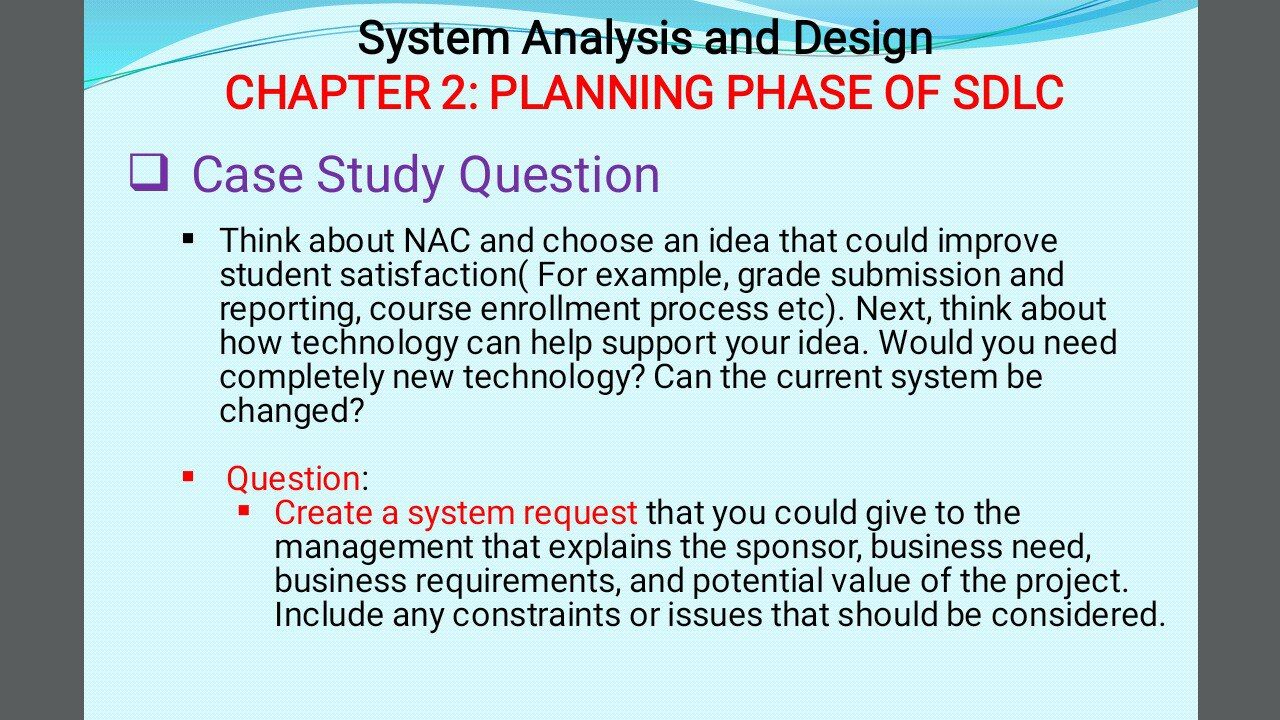 System Analysis and Design
CHAPTER 2: PLANNING PHASE OF SDLC
Case Study Question
Think about NAC and choose an idea that could improve
student satisfaction( For example, grade submission and
reporting, course enrollment process etc). Next, think about
how technology can help support your idea. Would you need
completely new technology? Can the current system be
changed?
Question:
Create a system request that you could give to the
management that explains the sponsor, business need,
business requirements, and potential value of the project.
Include any constraints or issues that should be considered.